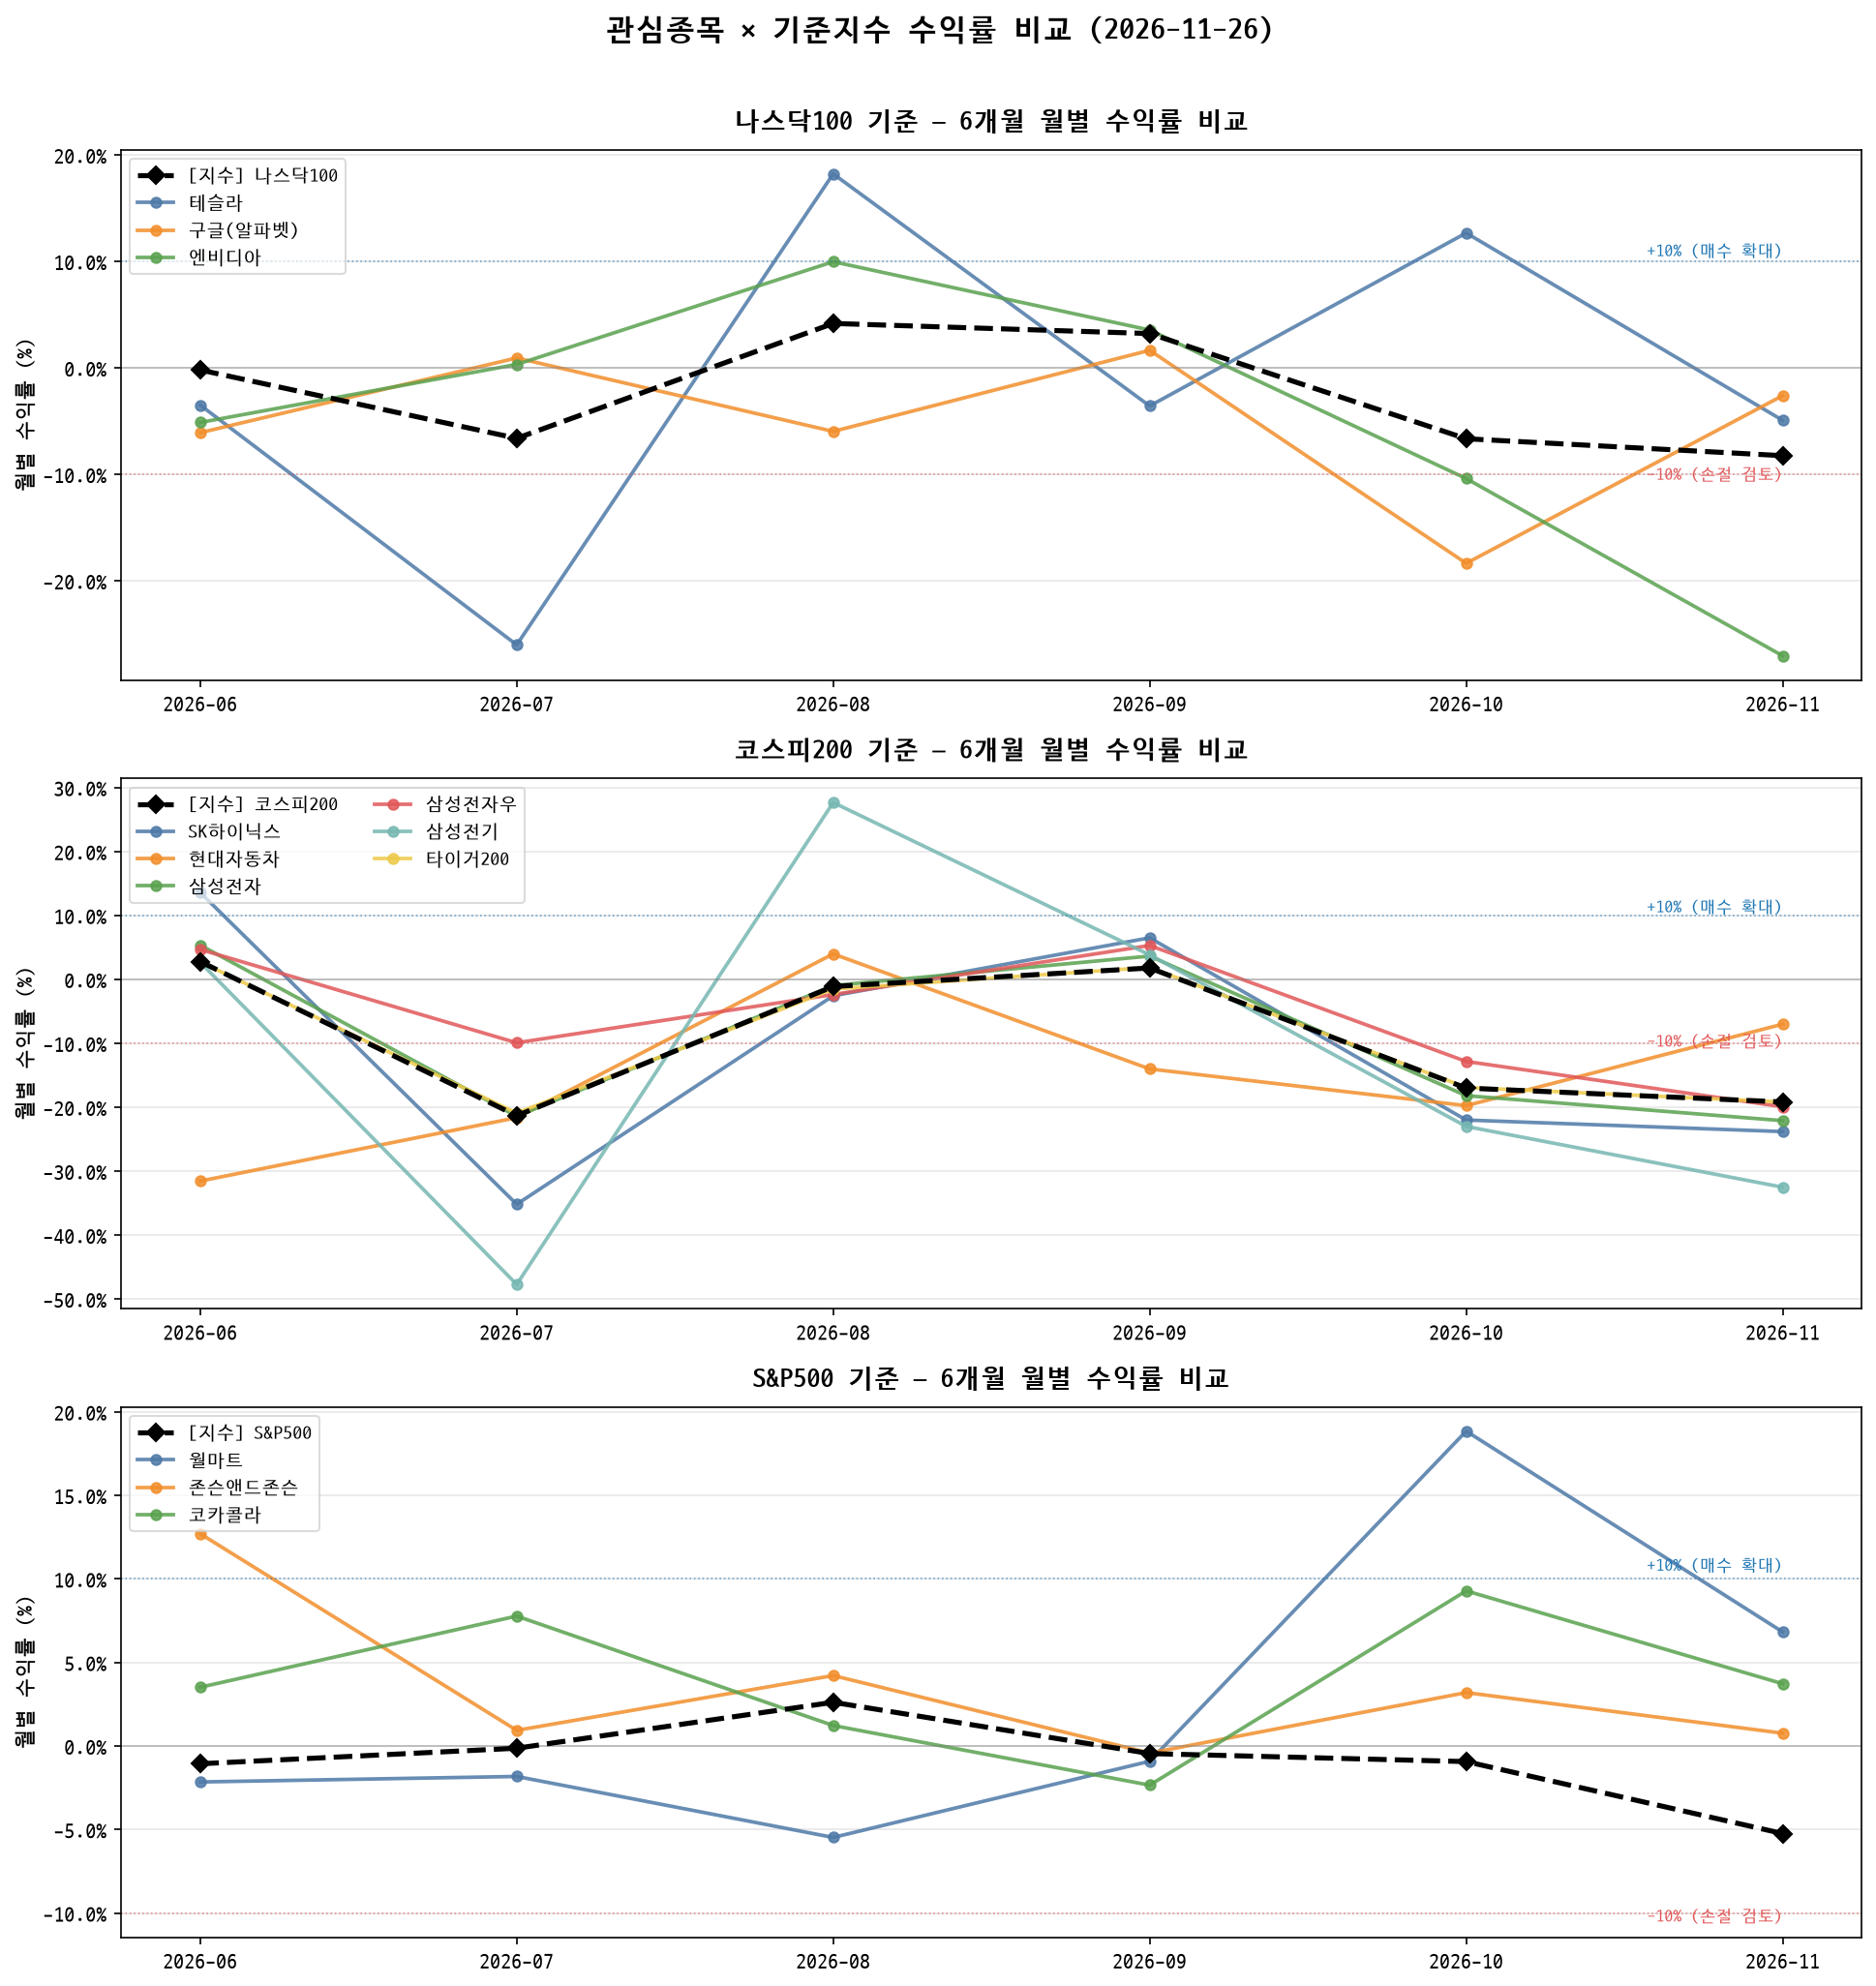 관심종목 × 기준지수 수익률 비교 (2026-11-26)
나스닥100 기준 — 6개월 월별 수익률 비교
월별 수익률 (%)
20.0%
10.0%
0.0%
-10.0%
-20.0%
[지수] 나스닥100
테슬라
구글(알파벳)
엔비디아
+10% (매수 확대)
-10% (손절 검토)
2026-06
2026-07
2026-08
2026-09
2026-10
2026-11
코스피200 기준 — 6개월 월별 수익률 비교
월별 수익률 (%)
30.0%
20.0%
10.0%
0.0%
-10.0%
-20.0%
-30.0%
-40.0%
-50.0%
[지수] 코스피200
SK하이닉스
현대자동차
삼성전자
삼성전자우
삼성전기
타이거200
+10% (매수 확대)
-10% (손절 검토)
2026-06
2026-07
2026-08
2026-09
2026-10
2026-11
S&P500 기준 — 6개월 월별 수익률 비교
월별 수익률 (%)
20.0%
15.0%
10.0%
5.0%
0.0%
-5.0%
-10.0%
[지수] S&P500
월마트
존슨앤드존슨
코카콜라
+10% (매수 확대)
-10% (손절 검토)
2026-06
2026-07
2026-08
2026-09
2026-10
2026-11